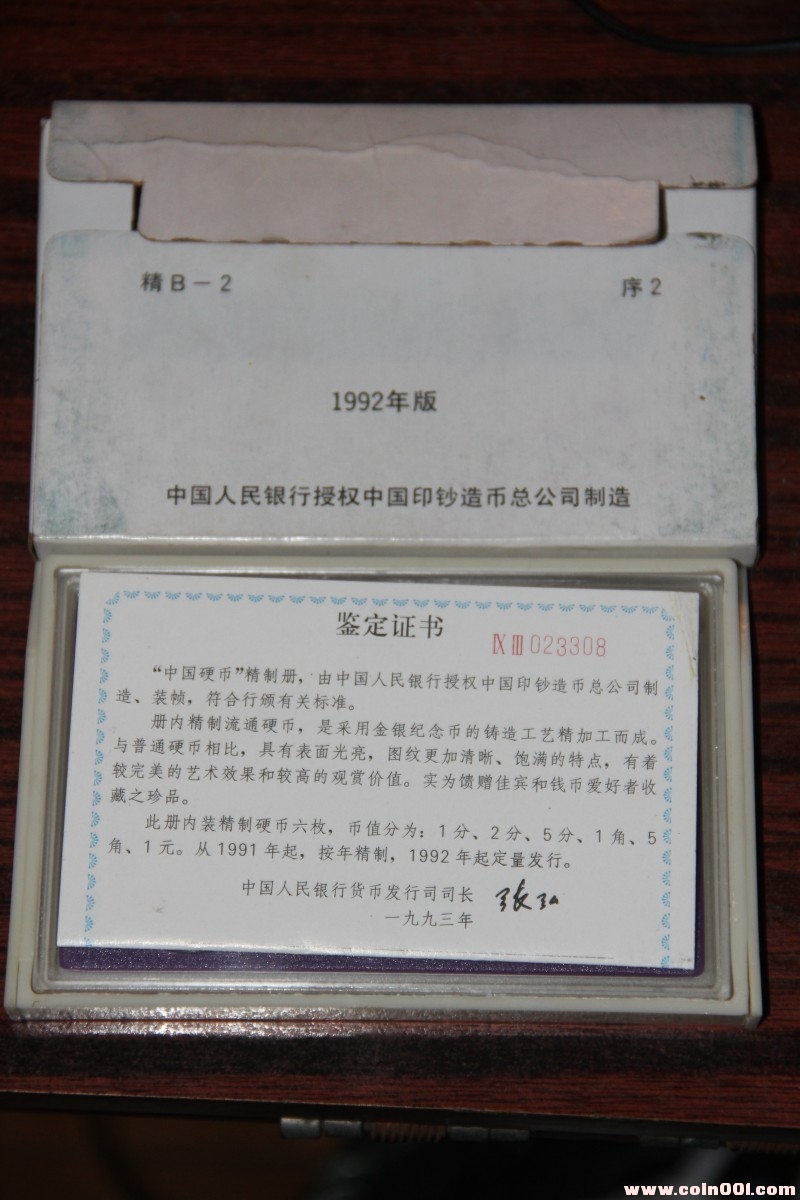 精B－2
序2
1992年版
中国人民银行授权中国印钞造币总公司制造
鉴定证书
ⅨⅢ023308
“中国硬币”精制册，由中国人民银行授权中国印钞造币总公司制
造、装帧，符合行颁有关标准。
册内精制流通硬币，是采用金银纪念币的铸造工艺精加工而成。
与普通硬币相比，具有表面光亮，图纹更加清晰、饱满的特点，有着
较完美的艺术效果和较高的观赏价值。实为馈赠佳宾和钱币爱好者收
藏之珍品。
此册内装精制硬币六枚，币值分为：1分、2分、5分、1角、5
角、1元。从1991年起，按年精制，1992年起定量发行。
中国人民银行货币发行司司长 张弘
一九九三年
www.coin001.com